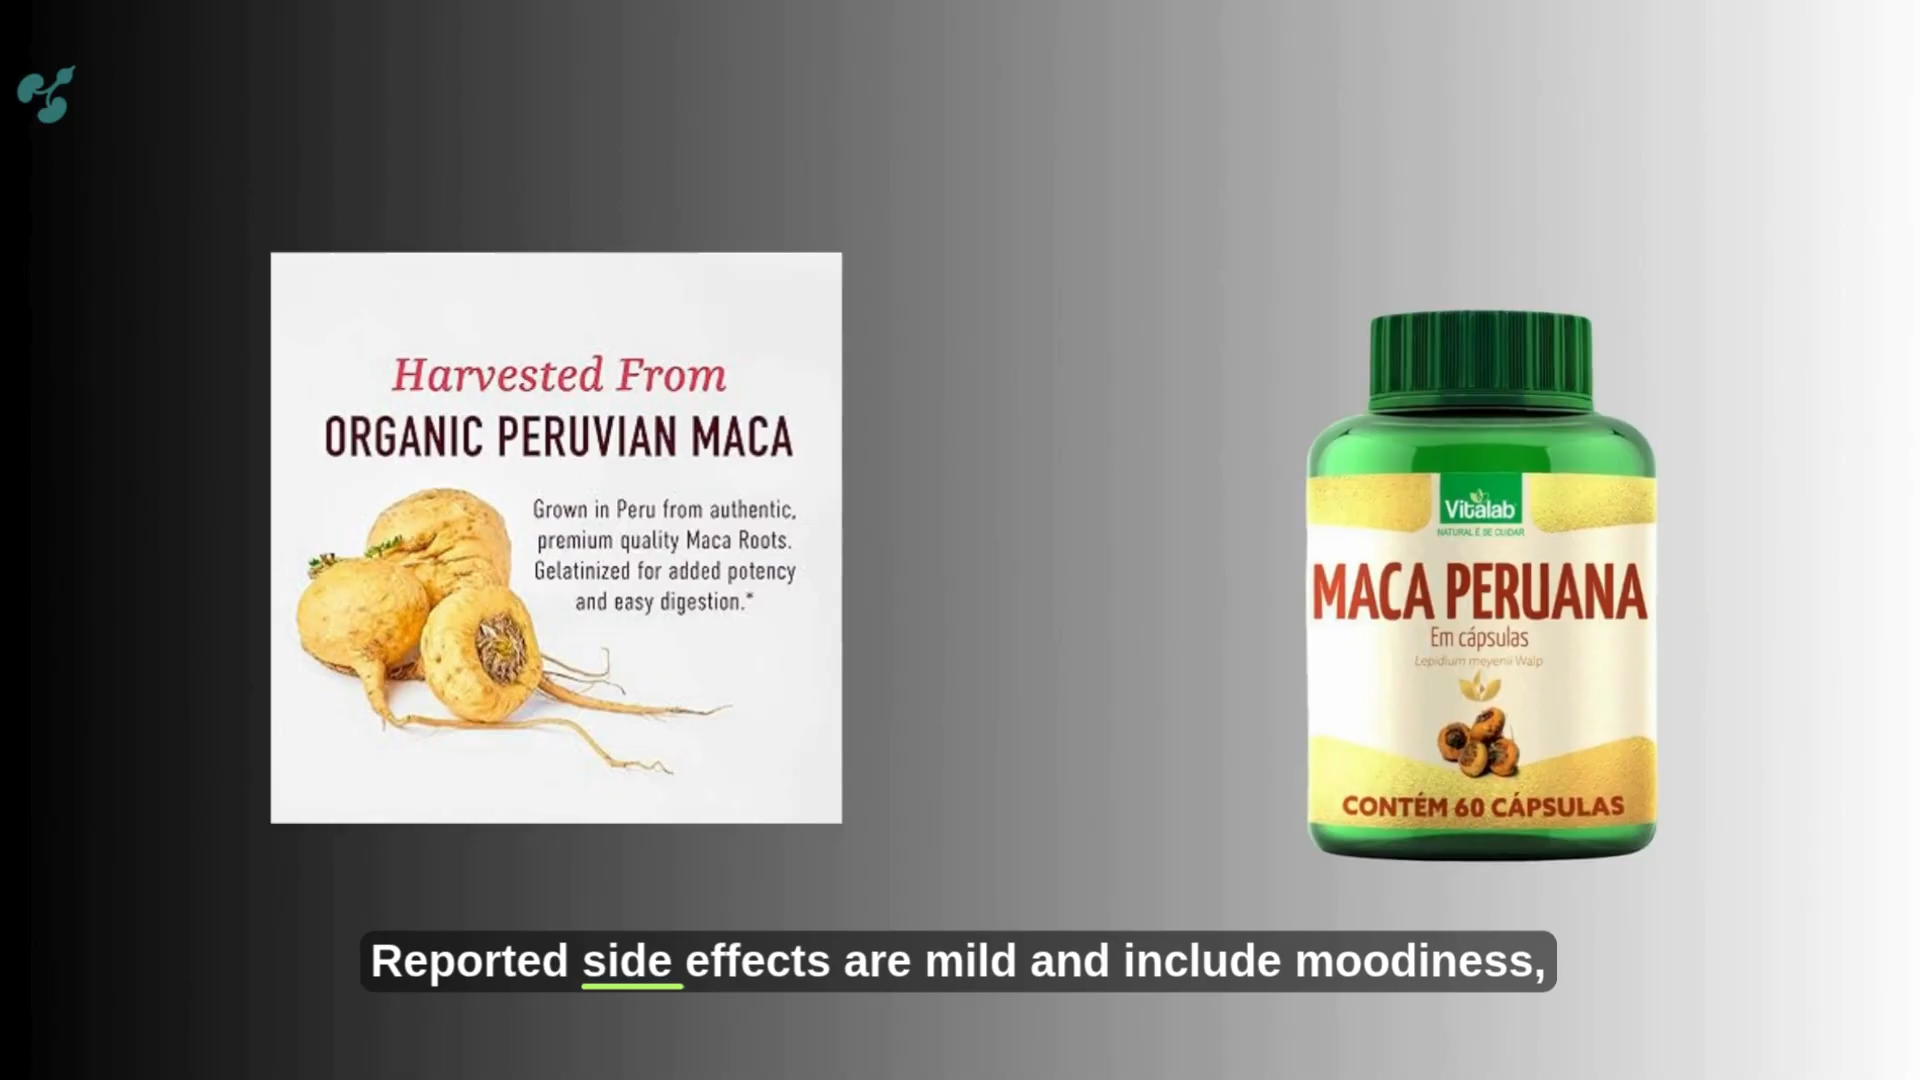 Harvested From
ORGANIC PERUVIAN MACA
Grown in Peru from authentic,
premium quality Maca Roots.
Gelatinized for added potency
and easy digestion.*
Vitalab
NATURAL É SE CUIDAR
MACA PERUANA
Em cápsulas
Lepidium meyenii Walp
CONTÉM 60 CÁPSULAS
Reported side effects are mild and include moodiness,